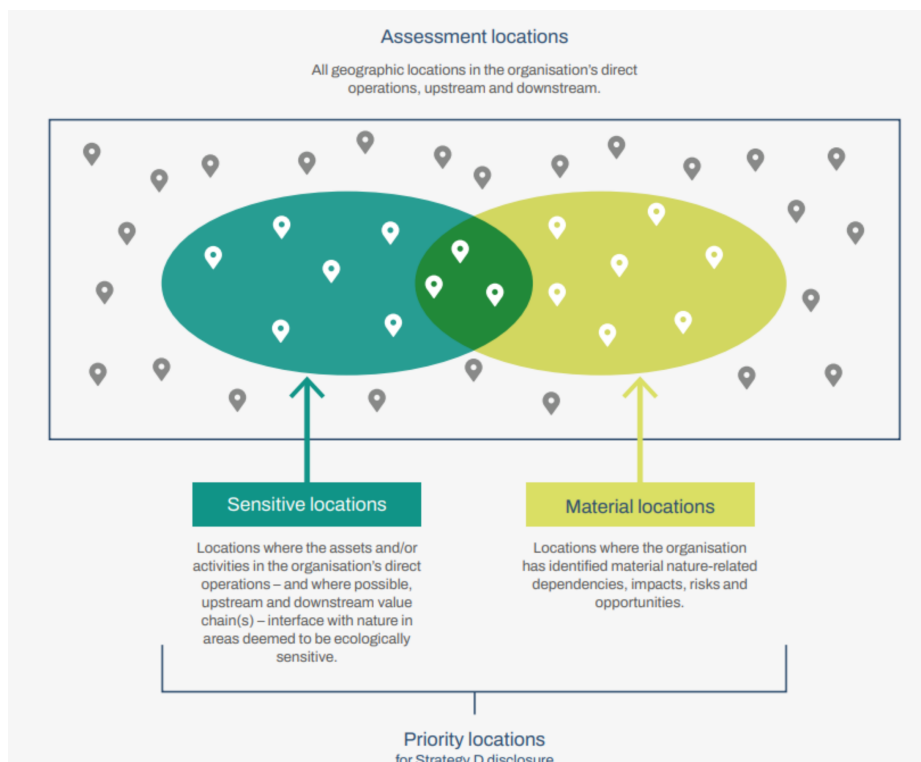 Assessment locations
All geographic locations in the organisation's direct
operations, upstream and downstream.
Sensitive locations
Locations where the assets and/or
activities in the organisation's direct
operations – and where possible,
upstream and downstream value
chain(s) – interface with nature in
areas deemed to be ecologically
sensitive.
Material locations
Locations where the organisation
has identified material nature-related
dependencies, impacts, risks and
opportunities.
Priority locations
for Strategy D disclosure